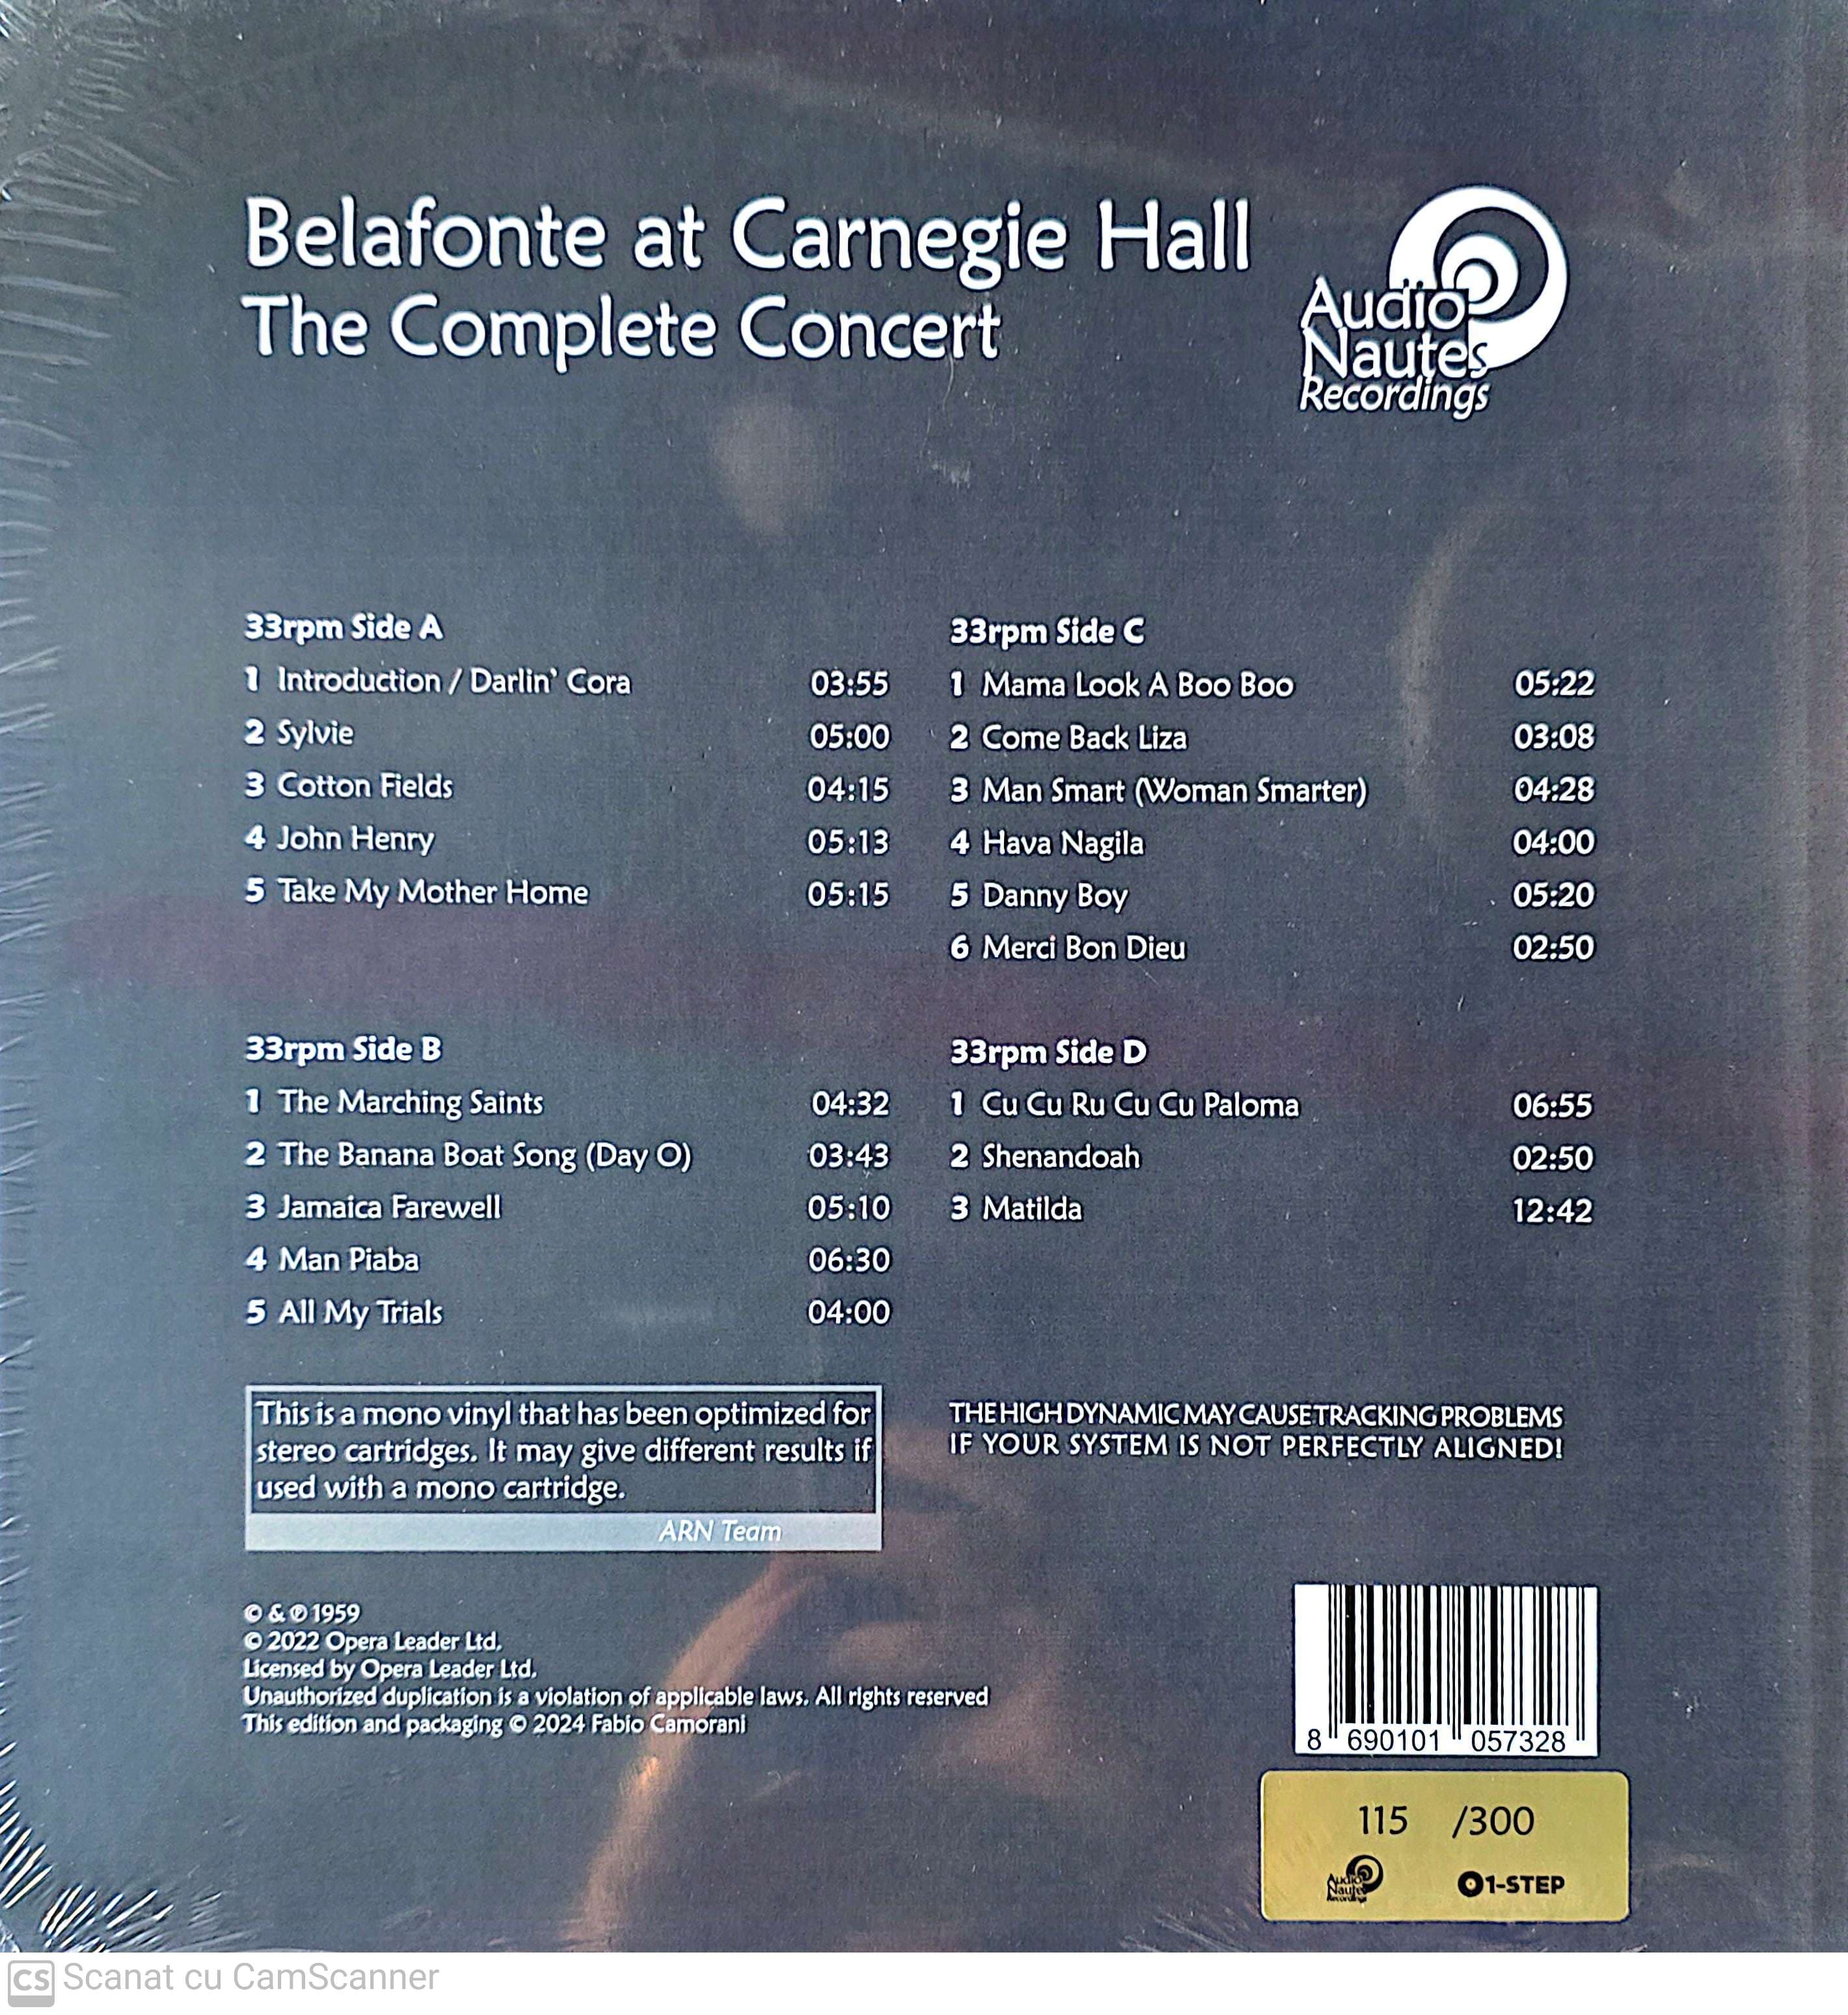 Belafonte at Carnegie Hall
The Complete Concert
Audio
Nautes
Recordings
33rpm Side A
1 Introduction / Darlin' Cora 03:55
2 Sylvie 05:00
3 Cotton Fields 04:15
4 John Henry 05:13
5 Take My Mother Home 05:15
33rpm Side B
1 The Marching Saints 04:32
2 The Banana Boat Song (Day O) 03:43
3 Jamaica Farewell 05:10
4 Man Piaba 06:30
5 All My Trials 04:00
33rpm Side C
1 Mama Look A Boo Boo 05:22
2 Come Back Liza 03:08
3 Man Smart (Woman Smarter) 04:28
4 Hava Nagila 04:00
5 Danny Boy 05:20
6 Merci Bon Dieu 02:50
33rpm Side D
1 Cu Cu Ru Cu Cu Paloma 06:55
2 Shenandoah 02:50
3 Matilda 12:42
This is a mono vinyl that has been optimized for
stereo cartridges. It may give different results if
used with a mono cartridge.
ARN Team
THE HIGH DYNAMIC MAY CAUSE TRACKING PROBLEMS
IF YOUR SYSTEM IS NOT PERFECTLY ALIGNED!
© & ℗ 1959
© 2022 Opera Leader Ltd.
Licensed by Opera Leader Ltd.
Unauthorized duplication is a violation of applicable laws. All rights reserved
This edition and packaging © 2024 Fabio Camorani
8 690101 057328
115 /300
Audio
Nautes
Recordings
1-STEP
CS Scanat cu CamScanner